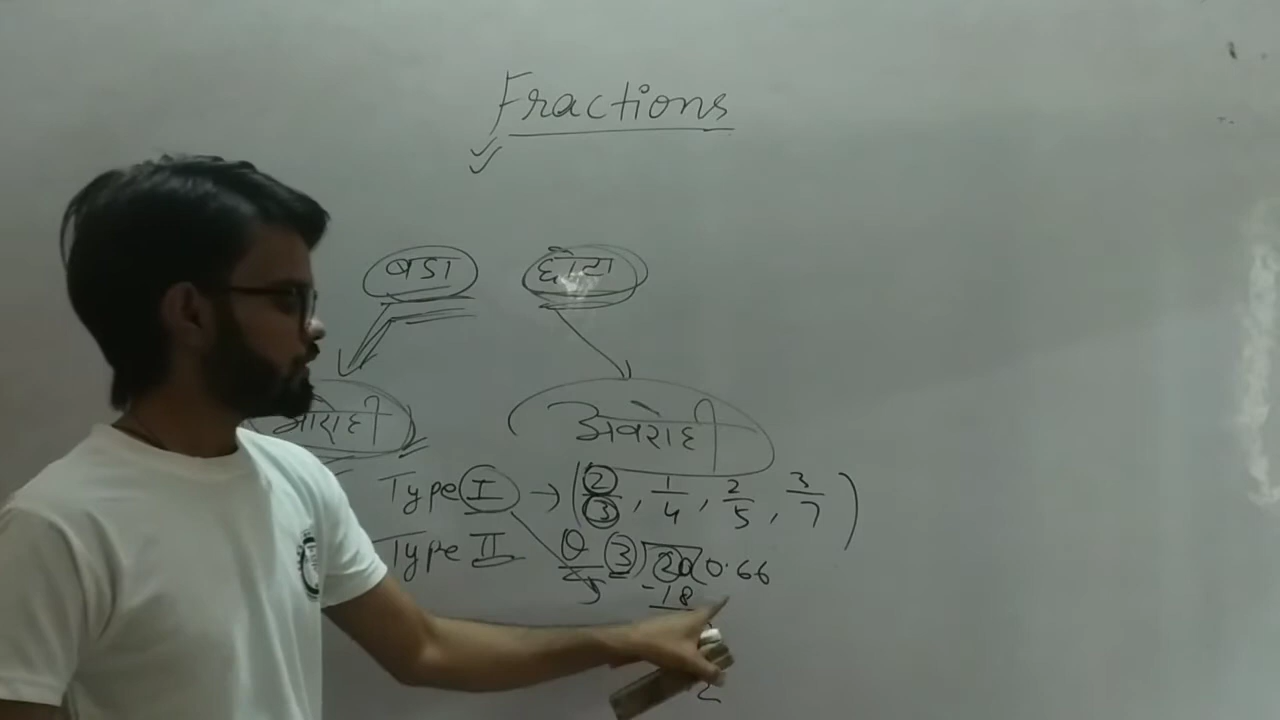 Fractions
बडा छोटा
आरोही अवरोही
Type I → ( 2/3 , 1/4 , 2/5 , 3/7 )
Type II 3 ) 20 ( 0.66
-18